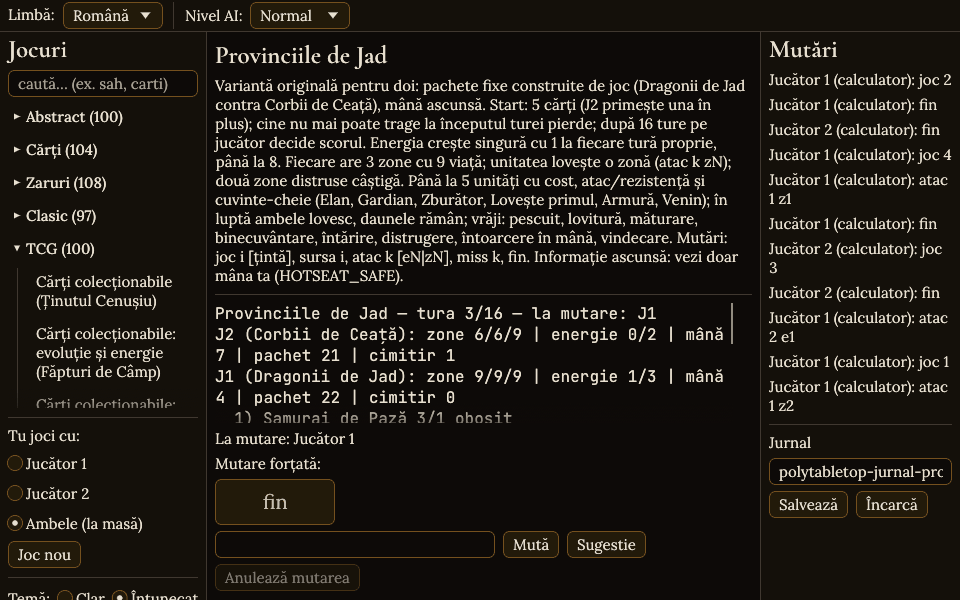 Limbă: Română ▼ Nivel AI: Normal ▼
Jocuri
caută... (ex. sah, carti)
▸ Abstract (100)
▸ Cărți (104)
▸ Zaruri (108)
▸ Clasic (97)
▾ TCG (100)
Cărți colecționabile
(Ținutul Cenușiu)
Cărți colecționabile:
evoluție și energie
(Făpturi de Câmp)
Cărți colecționabile:
Tu joci cu:
Jucător 1
Jucător 2
Ambele (la masă)
Joc nou
Temă: Clar Întunecat
Provinciile de Jad
Variantă originală pentru doi: pachete fixe construite de joc (Dragonii de Jad
contra Corbii de Ceață), mână ascunsă. Start: 5 cărți (J2 primește una în
plus); cine nu mai poate trage la începutul turei pierde; după 16 ture pe
jucător decide scorul. Energia crește singură cu 1 la fiecare tură proprie,
până la 8. Fiecare are 3 zone cu 9 viață; unitatea lovește o zonă (atac k zN);
două zone distruse câștigă. Până la 5 unități cu cost, atac/rezistență și
cuvinte-cheie (Elan, Gardian, Zburător, Lovește primul, Armură, Venin); în
luptă ambele lovesc, daunele rămân; vrăji: pescuit, lovitură, măturare,
binecuvântare, întărire, distrugere, întoarcere în mână, vindecare. Mutări:
joc i [țintă], sursa i, atac k [eN|zN], miss k, fin. Informație ascunsă: vezi doar
mâna ta (HOTSEAT_SAFE).
Provinciile de Jad — tura 3/16 — la mutare: J1
J2 (Corbii de Ceață): zone 6/6/9 | energie 0/2 | mână
7 | pachet 21 | cimitir 1
J1 (Dragonii de Jad): zone 9/9/9 | energie 1/3 | mână
4 | pachet 22 | cimitir 0
1) Samurai de Pază 3/1 obosit
La mutare: Jucător 1
Mutare forțată:
fin
Mută Sugestie
Anulează mutarea
Mutări
Jucător 1 (calculator): joc 2
Jucător 1 (calculator): fin
Jucător 2 (calculator): fin
Jucător 1 (calculator): joc 4
Jucător 1 (calculator): atac
1 z1
Jucător 1 (calculator): fin
Jucător 2 (calculator): joc
3
Jucător 2 (calculator): fin
Jucător 1 (calculator): atac
2 e1
Jucător 1 (calculator): joc 1
Jucător 1 (calculator): atac
1 z2
Jurnal
polytabletop-jurnal-pro
Salvează Încarcă